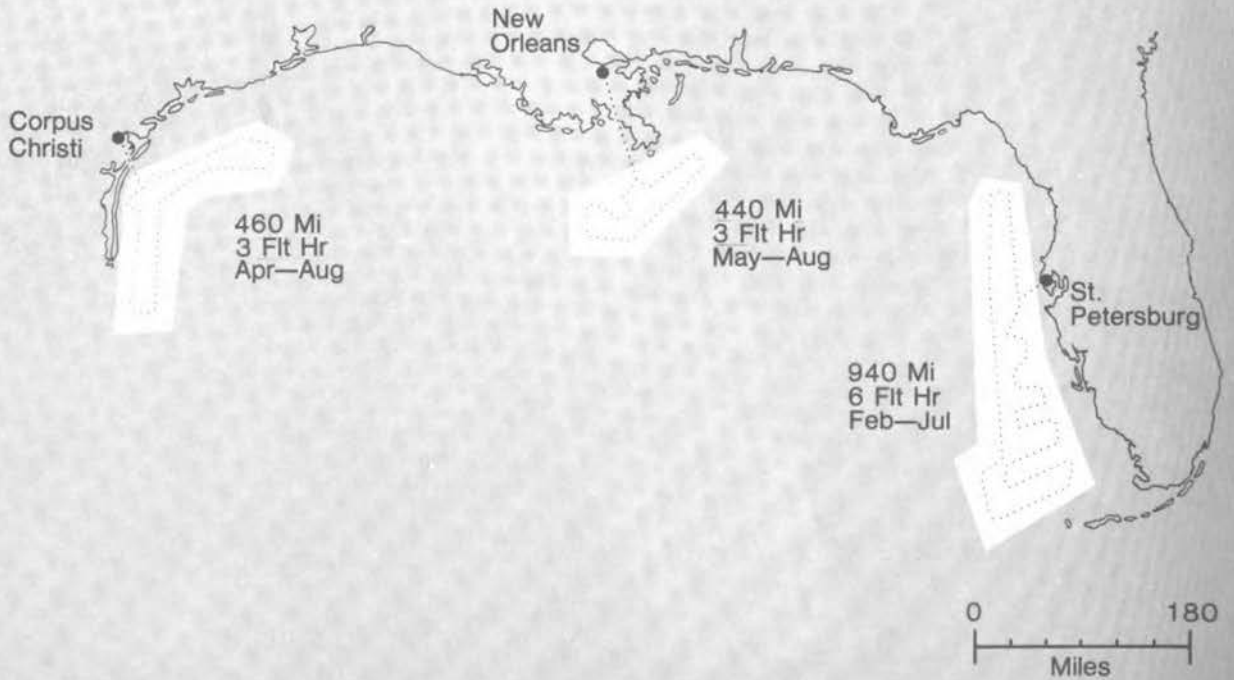 New
Orleans
Corpus
Christi
460 Mi
3 Flt Hr
Apr—Aug
440 Mi
3 Flt Hr
May—Aug
St.
Petersburg
940 Mi
6 Flt Hr
Feb—Jul
0 180
Miles